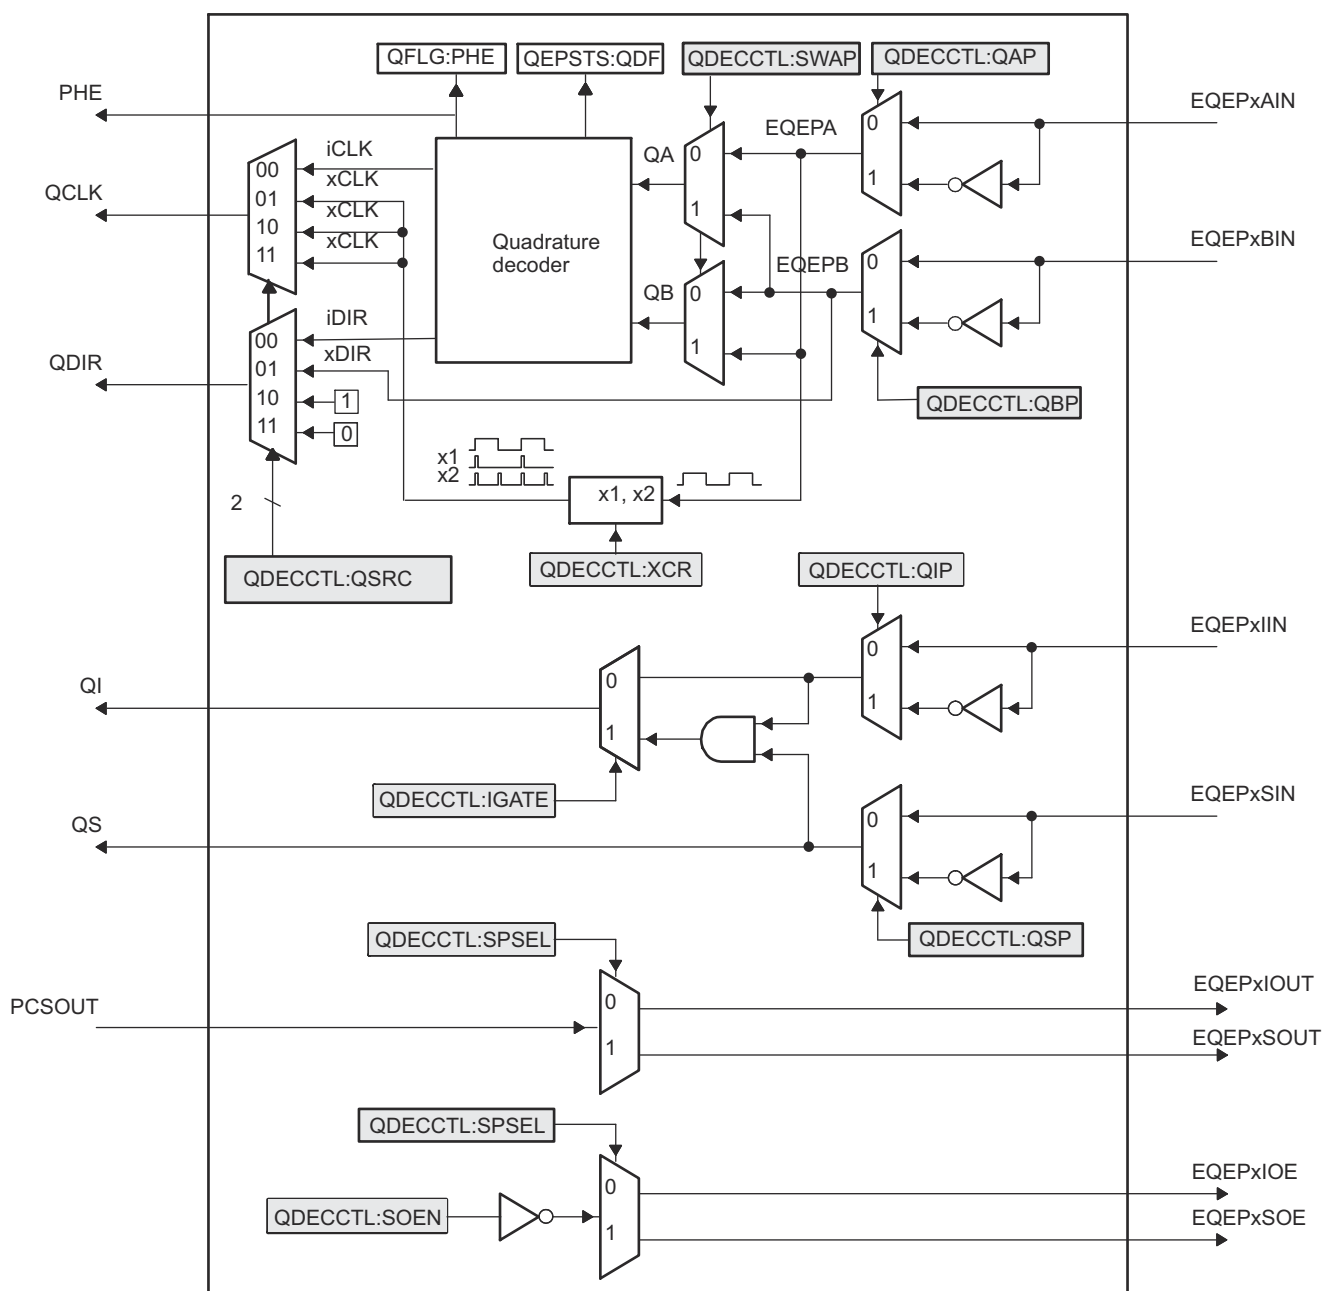 QFLG:PHE
QEPSTS:QDF
QDECCTL:SWAP
QDECCTL:QAP
PHE
EQEPxAIN
0
1
EQEPA
QA
0
1
iCLK
xCLK
xCLK
xCLK
00
01
10
11
QCLK
Quadrature
decoder
EQEPxBIN
0
1
EQEPB
QB
0
1
iDIR
xDIR
00
01
10
11
1
0
QDIR
QDECCTL:QBP
x1
x2
x1, x2
2
QDECCTL:QSRC
QDECCTL:XCR
QDECCTL:QIP
EQEPxIIN
0
1
0
1
QI
QDECCTL:IGATE
EQEPxSIN
0
1
QS
QDECCTL:SPSEL
QDECCTL:QSP
PCSOUT
0
1
EQEPxIOUT
EQEPxSOUT
QDECCTL:SPSEL
0
1
EQEPxIOE
QDECCTL:SOEN
EQEPxSOE